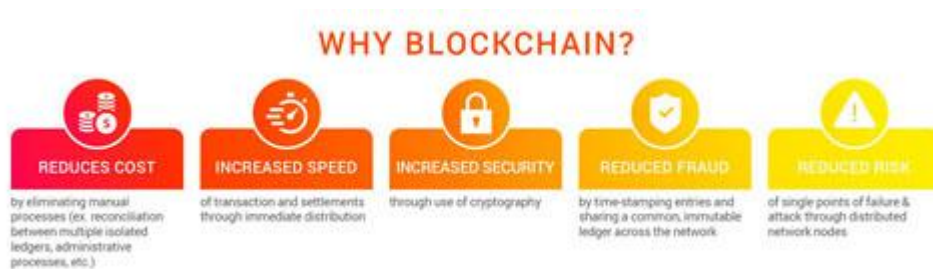 WHY BLOCKCHAIN?
REDUCES COST
by eliminating manual
processes (ex. reconciliation
between multiple isolated
ledgers, administrative
processes, etc.)
INCREASED SPEED
of transaction and settlements
through immediate distribution
INCREASED SECURITY
through use of cryptography
REDUCED FRAUD
by time-stamping entries and
sharing a common, immutable
ledger across the network
REDUCED RISK
of single points of failure &
attack through distributed
network nodes